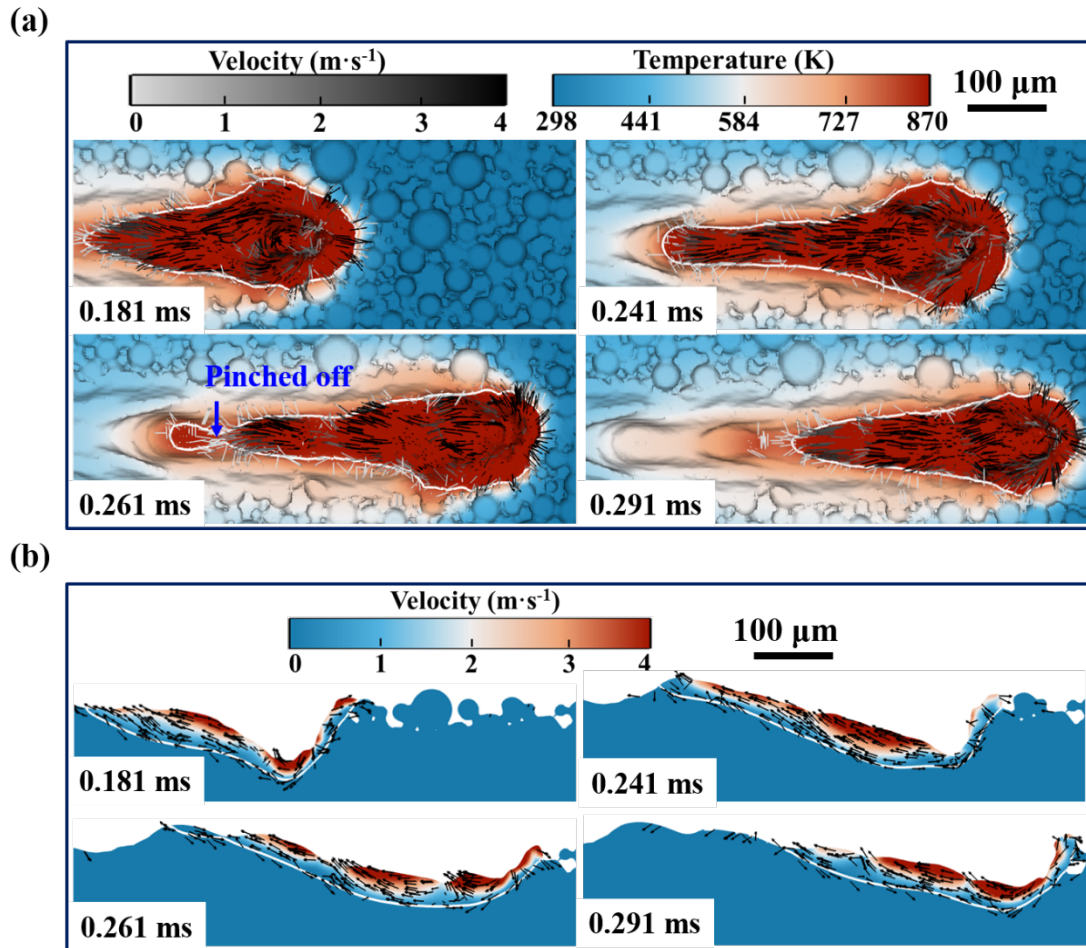 (a)
Velocity (m·s⁻¹)
0 1 2 3 4
Temperature (K)
298 441 584 727 870
100 μm
0.181 ms
0.241 ms
Pinched off
0.261 ms
0.291 ms
(b)
Velocity (m·s⁻¹)
0 1 2 3 4
100 μm
0.181 ms
0.241 ms
0.261 ms
0.291 ms